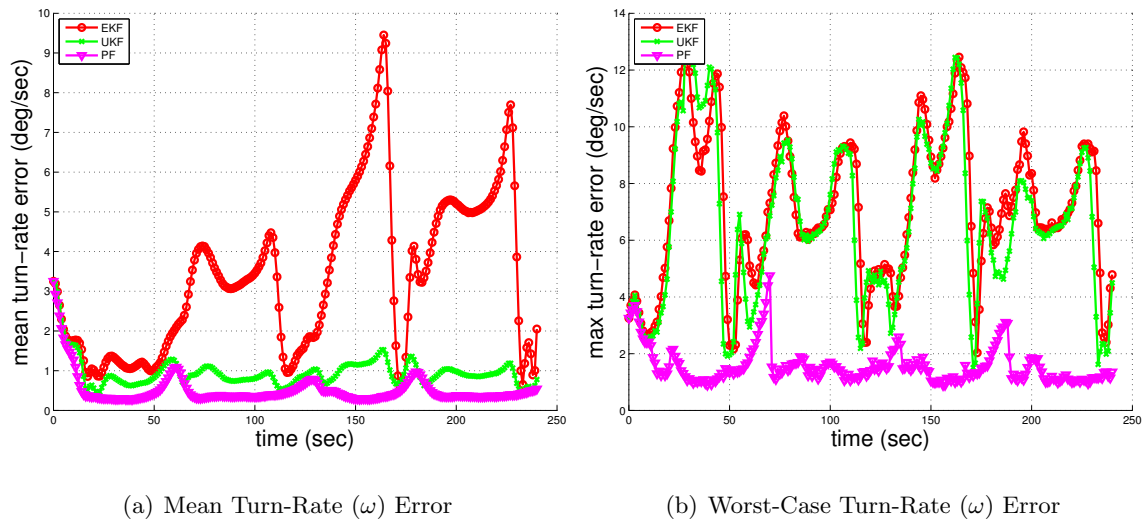 EKF
UKF
PF
10
9
8
7
6
5
4
3
2
1
0
0 50 100 150 200 250
mean turn−rate error (deg/sec)
time (sec)
EKF
UKF
PF
14
12
10
8
6
4
2
0
0 50 100 150 200 250
max turn−rate error (deg/sec)
time (sec)
(a) Mean Turn-Rate (ω) Error
(b) Worst-Case Turn-Rate (ω) Error